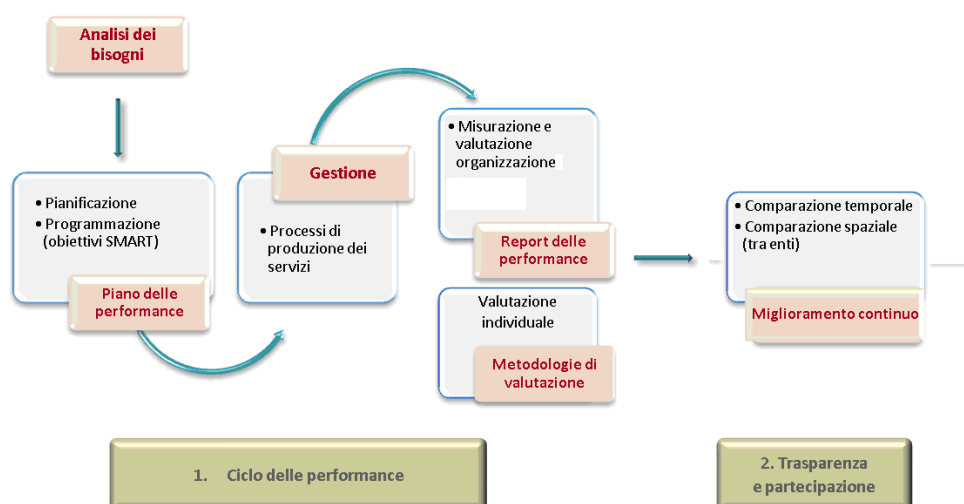 Analisi dei
bisogni
• Pianificazione
• Programmazione
(obiettivi SMART)
Piano delle
performance
Gestione
• Processi di
produzione dei
servizi
• Misurazione e
valutazione
organizzazione
Report delle
performance
Valutazione
individuale
Metodologie di
valutazione
• Comparazione temporale
• Comparazione spaziale
(tra enti)
Miglioramento continuo
1. Ciclo delle performance
2. Trasparenza
e partecipazione